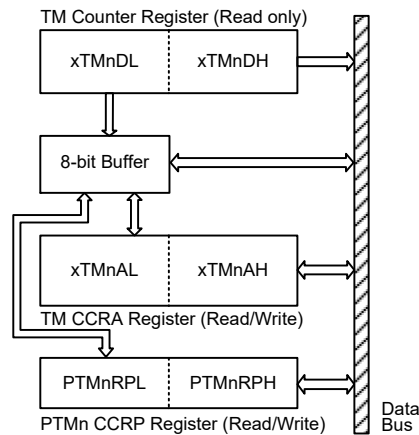 TM Counter Register (Read only)
xTMnDL xTMnDH
8-bit Buffer
xTMnAL xTMnAH
TM CCRA Register (Read/Write)
PTMnRPL PTMnRPH
PTMn CCRP Register (Read/Write)
Data
Bus